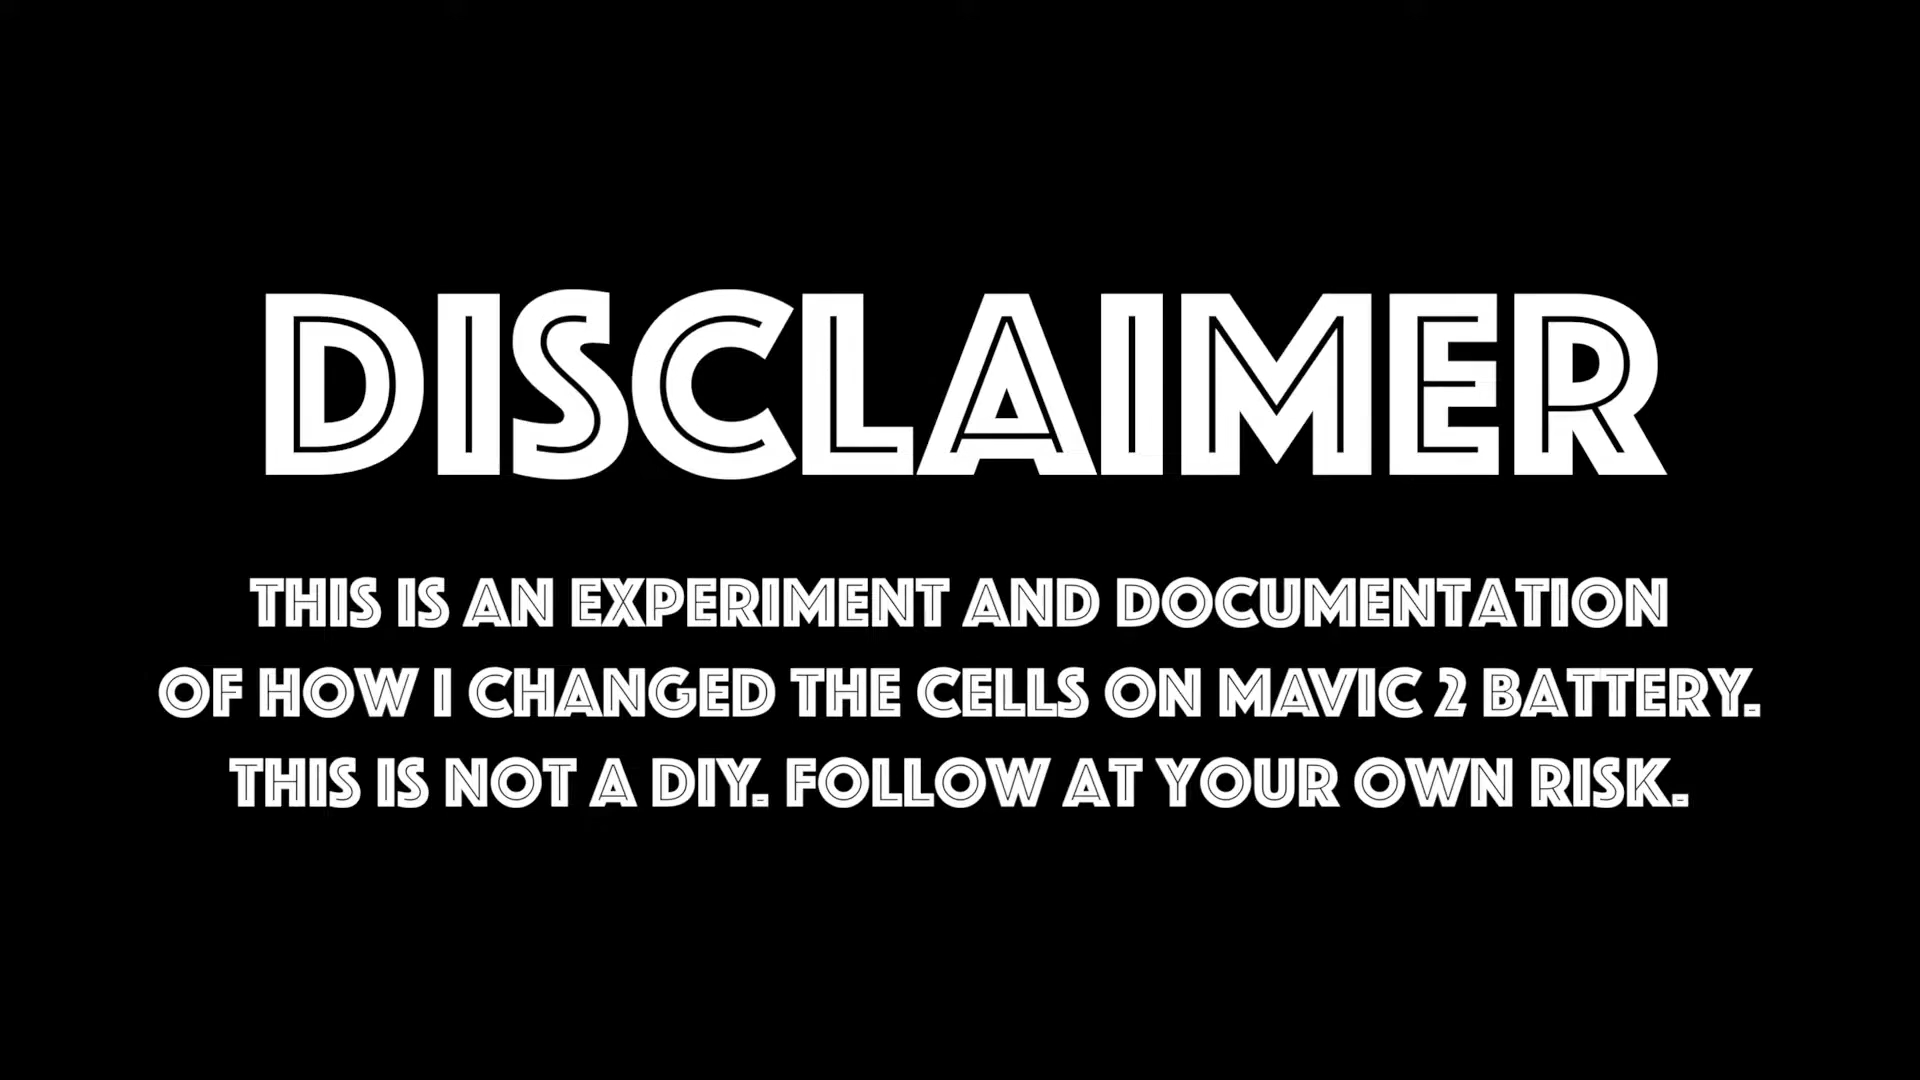 DISCLAIMER
THIS IS AN EXPERIMENT AND DOCUMENTATION
OF HOW I CHANGED THE CELLS ON MAVIC 2 BATTERY.
THIS IS NOT A DIY. FOLLOW AT YOUR OWN RISK.